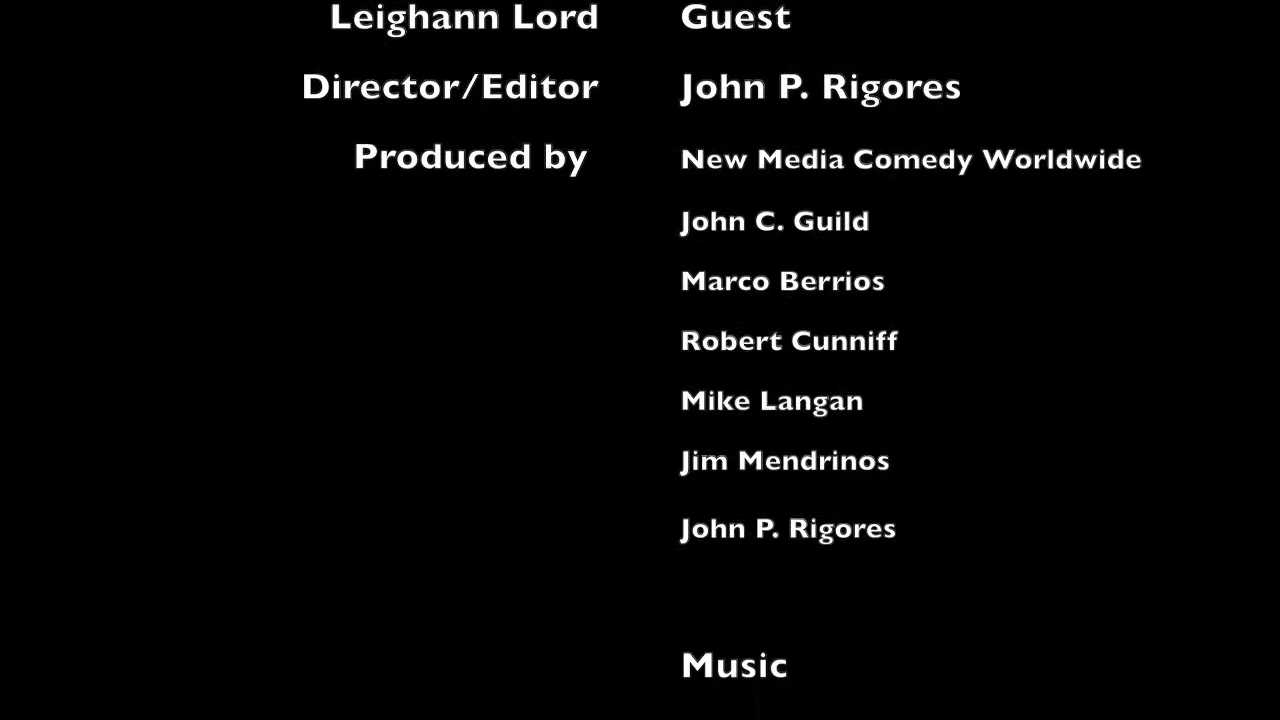 Leighann Lord Guest
Director/Editor John P. Rigores
Produced by New Media Comedy Worldwide
John C. Guild
Marco Berrios
Robert Cunniff
Mike Langan
Jim Mendrinos
John P. Rigores
Music